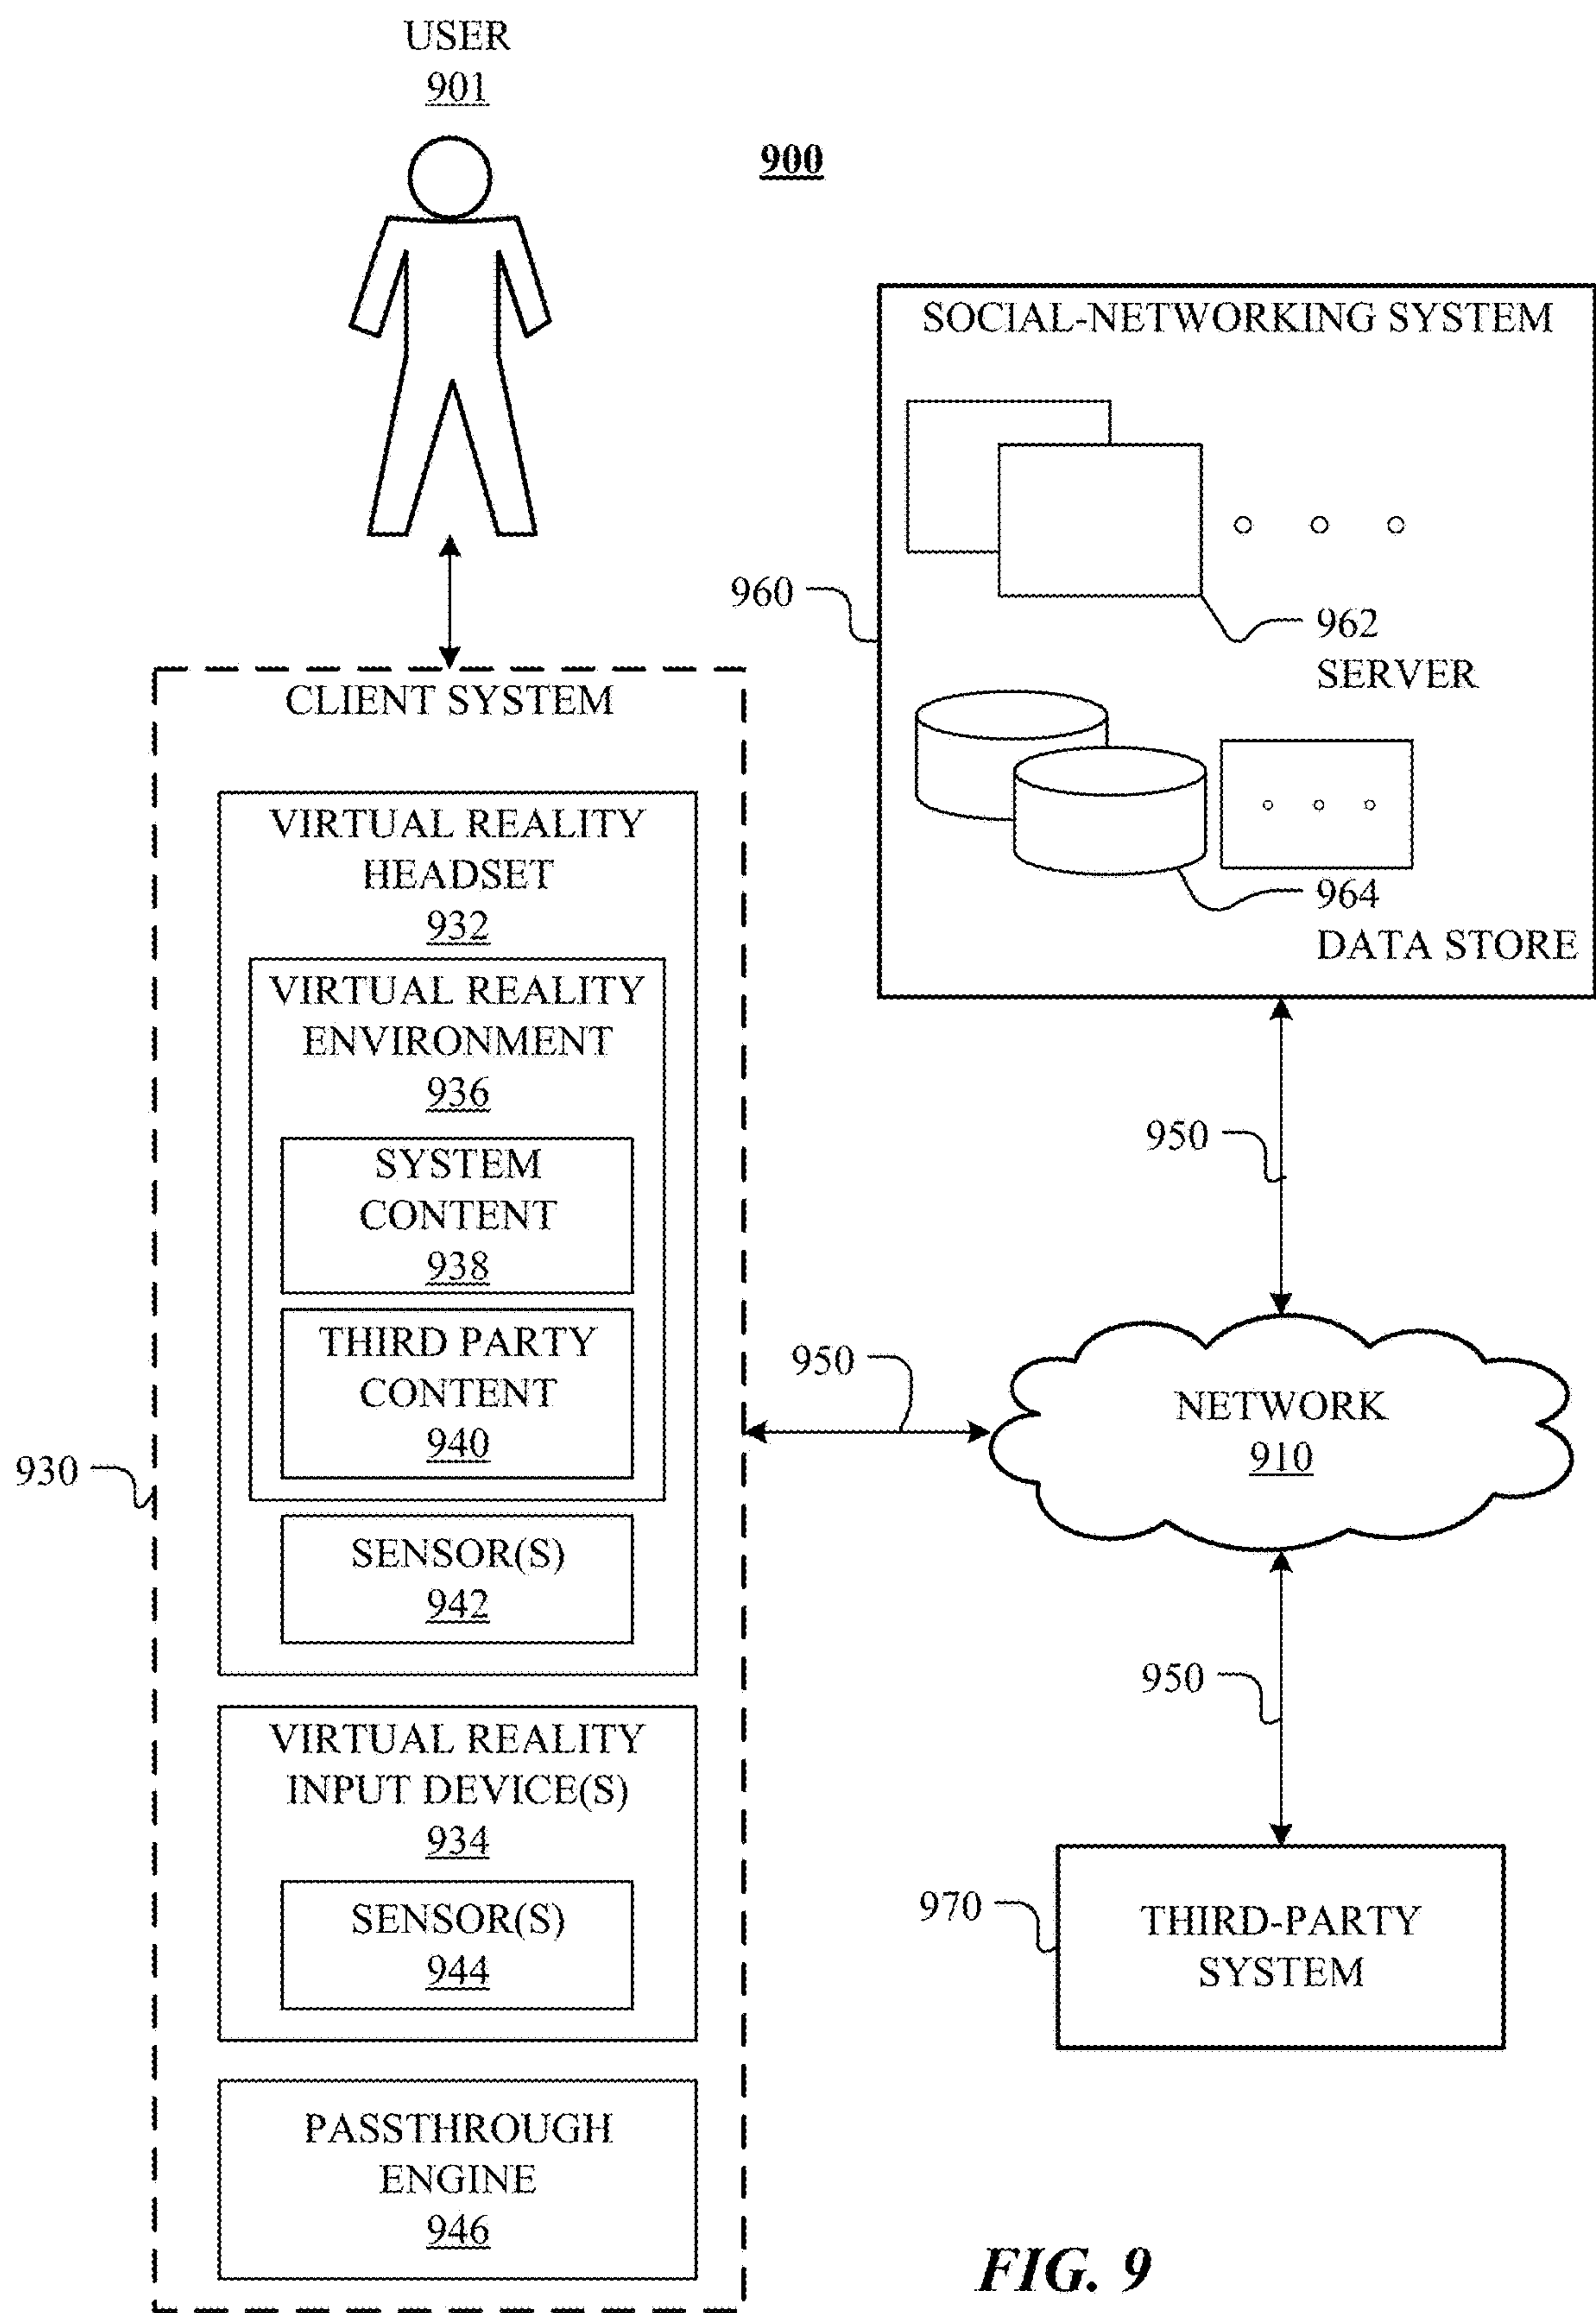 USER
901
900
SOCIAL-NETWORKING SYSTEM
960
962
SERVER
964
DATA STORE
CLIENT SYSTEM
VIRTUAL REALITY
HEADSET
932
VIRTUAL REALITY
ENVIRONMENT
936
SYSTEM
CONTENT
938
THIRD PARTY
CONTENT
940
SENSOR(S)
942
930
VIRTUAL REALITY
INPUT DEVICE(S)
934
SENSOR(S)
944
PASSTHROUGH
ENGINE
946
950
950
NETWORK
910
950
970
THIRD-PARTY
SYSTEM
FIG. 9